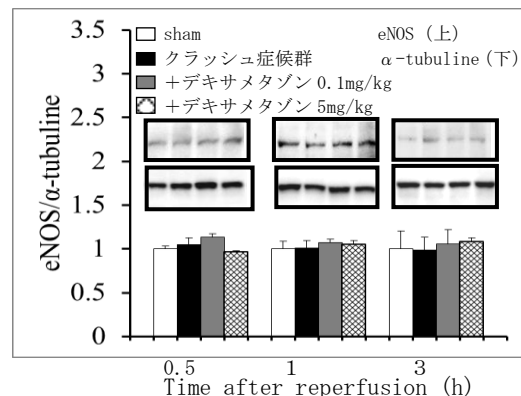 3.5
3
2.5
2
1.5
1
0.5
0
eNOS/α-tubuline
sham
クラッシュ症候群
＋デキサメタゾン 0.1mg/kg
＋デキサメタゾン 5mg/kg
eNOS (上)
α-tubuline (下)
0.5 1 3
Time after reperfusion (h)